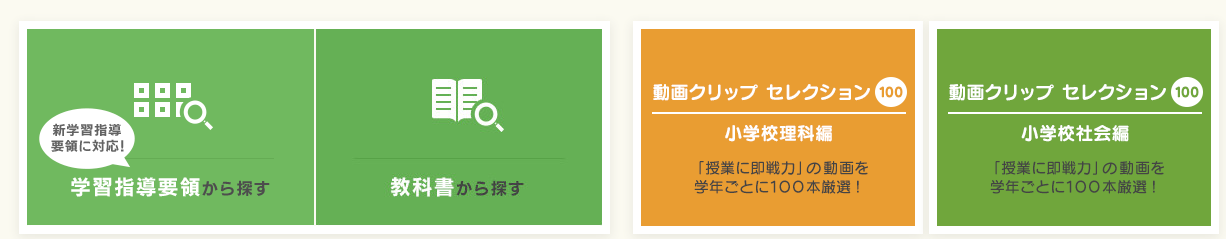 新学習指導
要領に対応!
学習指導要領から探す
教科書から探す
動画クリップ セレクション 100
小学校理科編
「授業に即戦力」の動画を
学年ごとに100本厳選！
動画クリップ セレクション 100
小学校社会編
「授業に即戦力」の動画を
学年ごとに100本厳選！